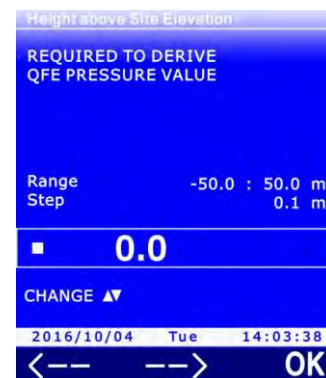 Height above Site Elevation
REQUIRED TO DERIVE
QFE PRESSURE VALUE
Range -50.0 : 50.0 m
Step 0.1 m
■ 0.0
CHANGE ▲▼
2016/10/04 Tue 14:03:38
<-- --> OK